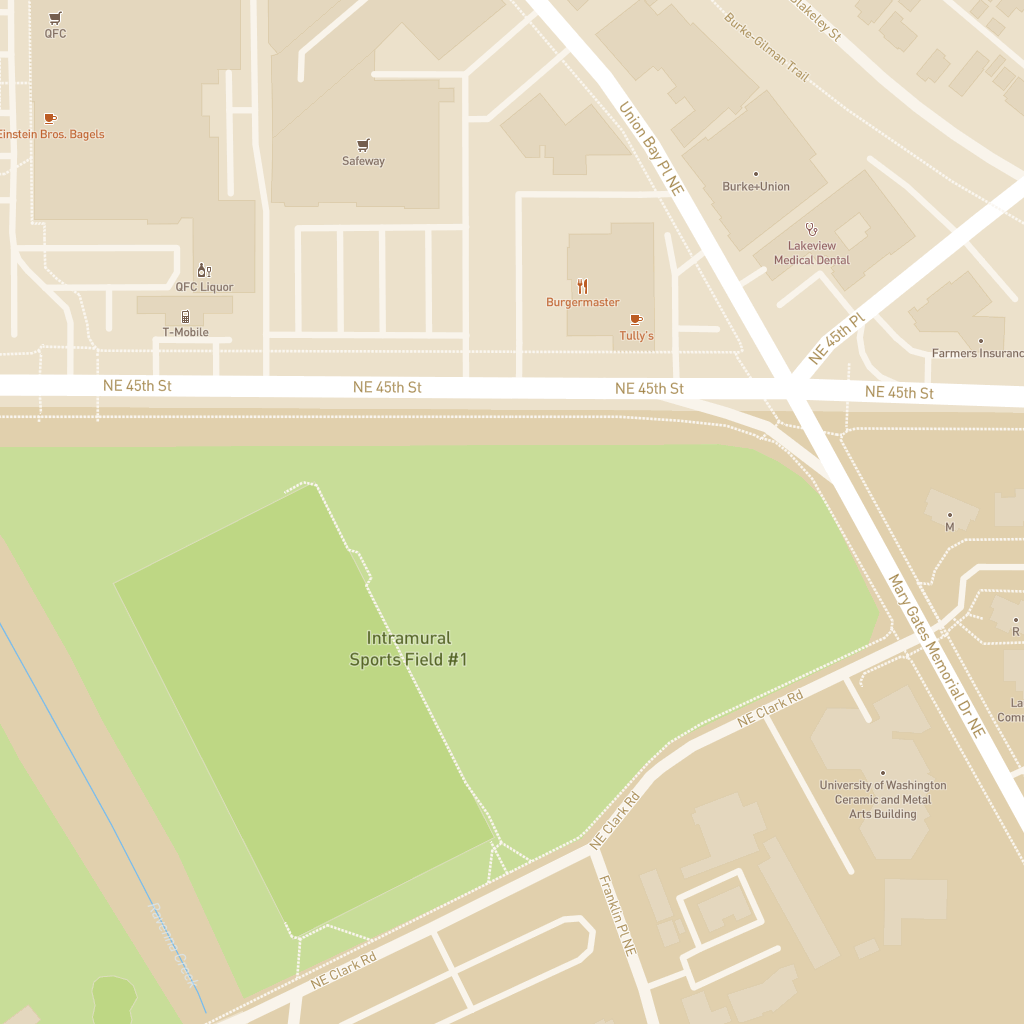 QFC
Blakeley St
Burke-Gilman Trail
Einstein Bros. Bagels
Safeway
Union Bay Pl NE
Burke+Union
Lakeview
Medical Dental
QFC Liquor
Burgermaster
T-Mobile
Tully's
NE 45th Pl
Farmers Insuranc
NE 45th St
NE 45th St
NE 45th St
NE 45th St
M
Intramural
Sports Field #1
Mary Gates Memorial Dr NE
R
La
Comm
NE Clark Rd
University of Washington
Ceramic and Metal
Arts Building
NE Clark Rd
Franklin Pl NE
NE Clark Rd